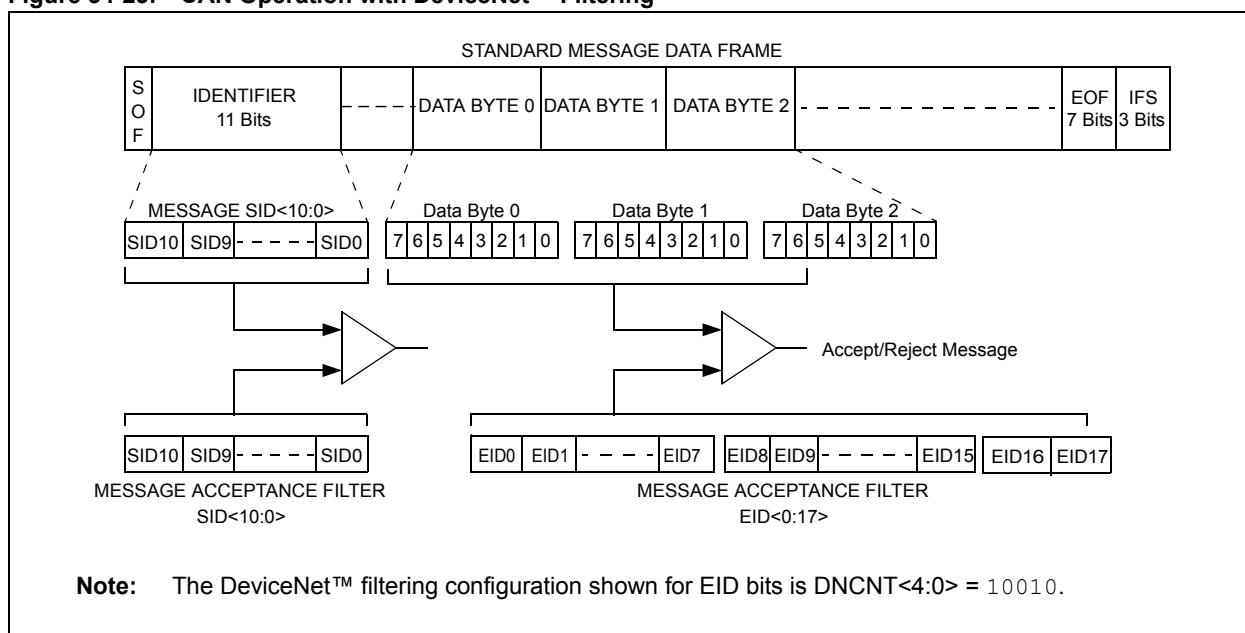 STANDARD MESSAGE DATA FRAME
S O F
IDENTIFIER
11 Bits
DATA BYTE 0 DATA BYTE 1 DATA BYTE 2
EOF
7 Bits
IFS
3 Bits
MESSAGE SID<10:0>
SID10 SID9 SID0
Data Byte 0
7 6 5 4 3 2 1 0
Data Byte 1
7 6 5 4 3 2 1 0
Data Byte 2
7 6 5 4 3 2 1 0
Accept/Reject Message
SID10 SID9 SID0
MESSAGE ACCEPTANCE FILTER
SID<10:0>
EID0 EID1 EID7 EID8 EID9 EID15 EID16 EID17
MESSAGE ACCEPTANCE FILTER
EID<0:17>
Note: The DeviceNet™ filtering configuration shown for EID bits is DNCNT<4:0> = 10010.